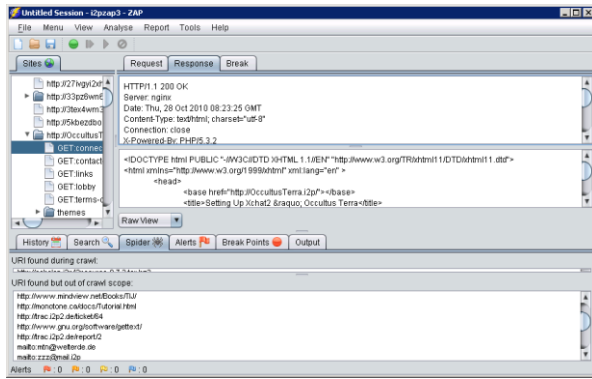 Untitled Session - i2pzap3 - ZAP
File Menu View Analyse Report Tools Help
Sites
Request Response Break
http://33pz6wm6
http://3tex4wm3
http://5kbezdbo
http://OccultusT
GET:connec
GET:contact
GET:links
GET:lobby
GET:terms-c
themes
HTTP/1.1 200 OK
Server: nginx
Date: Thu, 28 Oct 2010 08:23:25 GMT
Content-Type: text/html; charset="utf-8"
Connection: close
X-Powered-By: PHP/5.3.2
<!DOCTYPE html PUBLIC "-//W3C//DTD XHTML 1.1//EN" "http://www.w3.org/TR/xhtml11/DTD/xhtml11.dtd">
<html xmlns="http://www.w3.org/1999/xhtml" xml:lang="en" >
<head>
<base href="http://OccultusTerra.i2p/"></base>
<title>Setting Up Xchat2 &raquo; Occultus Terra</title>
Raw View
History Search Spider Alerts Break Points Output
URI found during crawl:
URI found but out of crawl scope:
http://www.mindview.net/Books/TIJ/
http://monotone.ca/docs/Tutorial.html
http://trac.i2p2.de/ticket/64
http://www.gnu.org/software/gettext/
http://trac.i2p2.de/report/2
mailto:mtn@welterde.de
mailto:zzz@mail.i2p
Alerts :0 :0 :0 :0